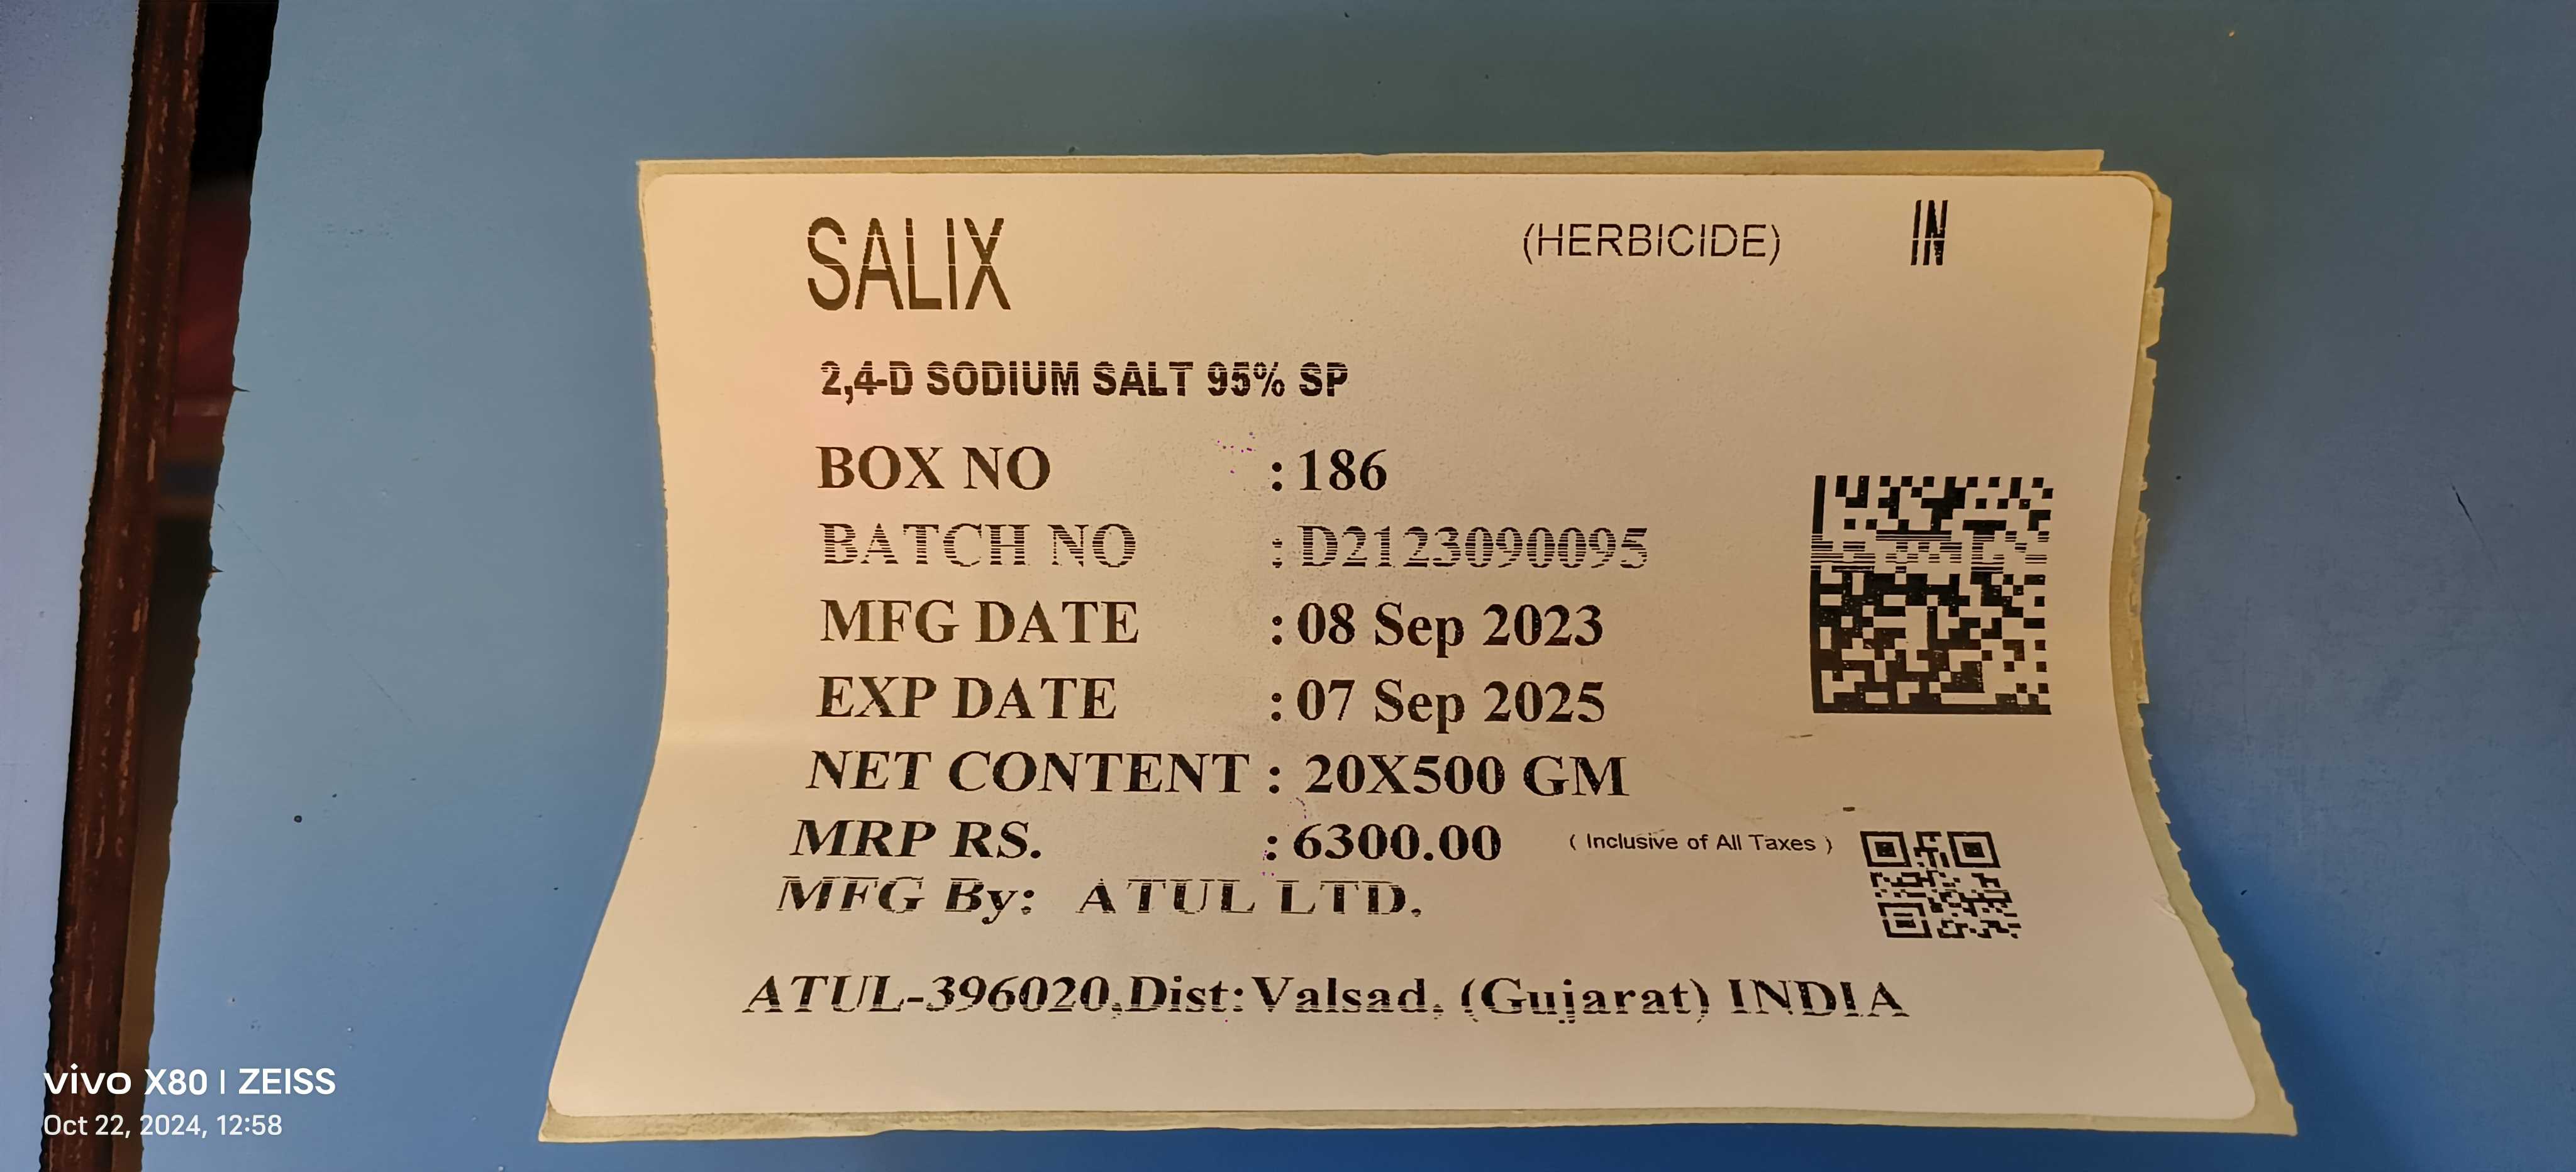 SALIX (HERBICIDE) IN
2,4-D SODIUM SALT 95% SP
BOX NO : 186
BATCH NO : D2123090095
MFG DATE : 08 Sep 2023
EXP DATE : 07 Sep 2025
NET CONTENT : 20X500 GM
MRP RS. : 6300.00 ( Inclusive of All Taxes )
MFG By: ATUL LTD.
ATUL-396020,Dist:Valsad, (Gujarat) INDIA
vivo X80 | ZEISS
Oct 22, 2024, 12:58